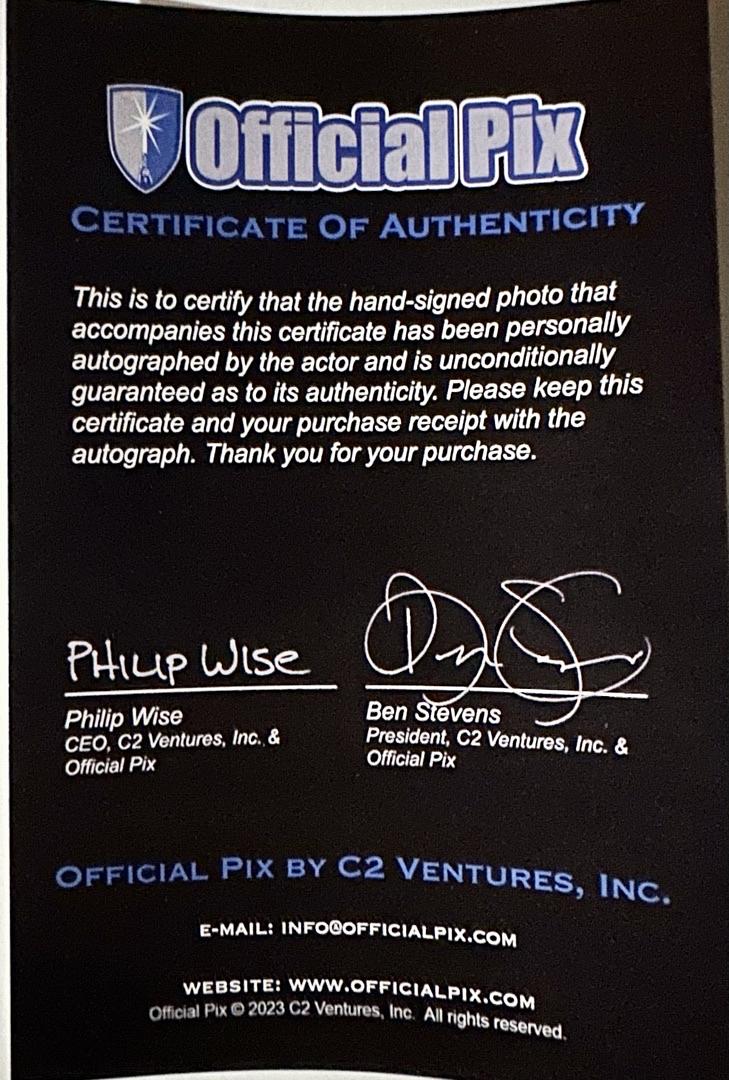 Official Pix
CERTIFICATE OF AUTHENTICITY
This is to certify that the hand-signed photo that
accompanies this certificate has been personally
autographed by the actor and is unconditionally
guaranteed as to its authenticity. Please keep this
certificate and your purchase receipt with the
autograph. Thank you for your purchase.
PHILIP WISe
Philip Wise
CEO, C2 Ventures, Inc. &
Official Pix
Ben Stevens
President, C2 Ventures, Inc. &
Official Pix
OFFICIAL PIX BY C2 VENTURES, INC.
E-MAIL: INFO@OFFICIALPIX.COM
WEBSITE: WWW.OFFICIALPIX.COM
Official Pix © 2023 C2 Ventures, Inc. All rights reserved.